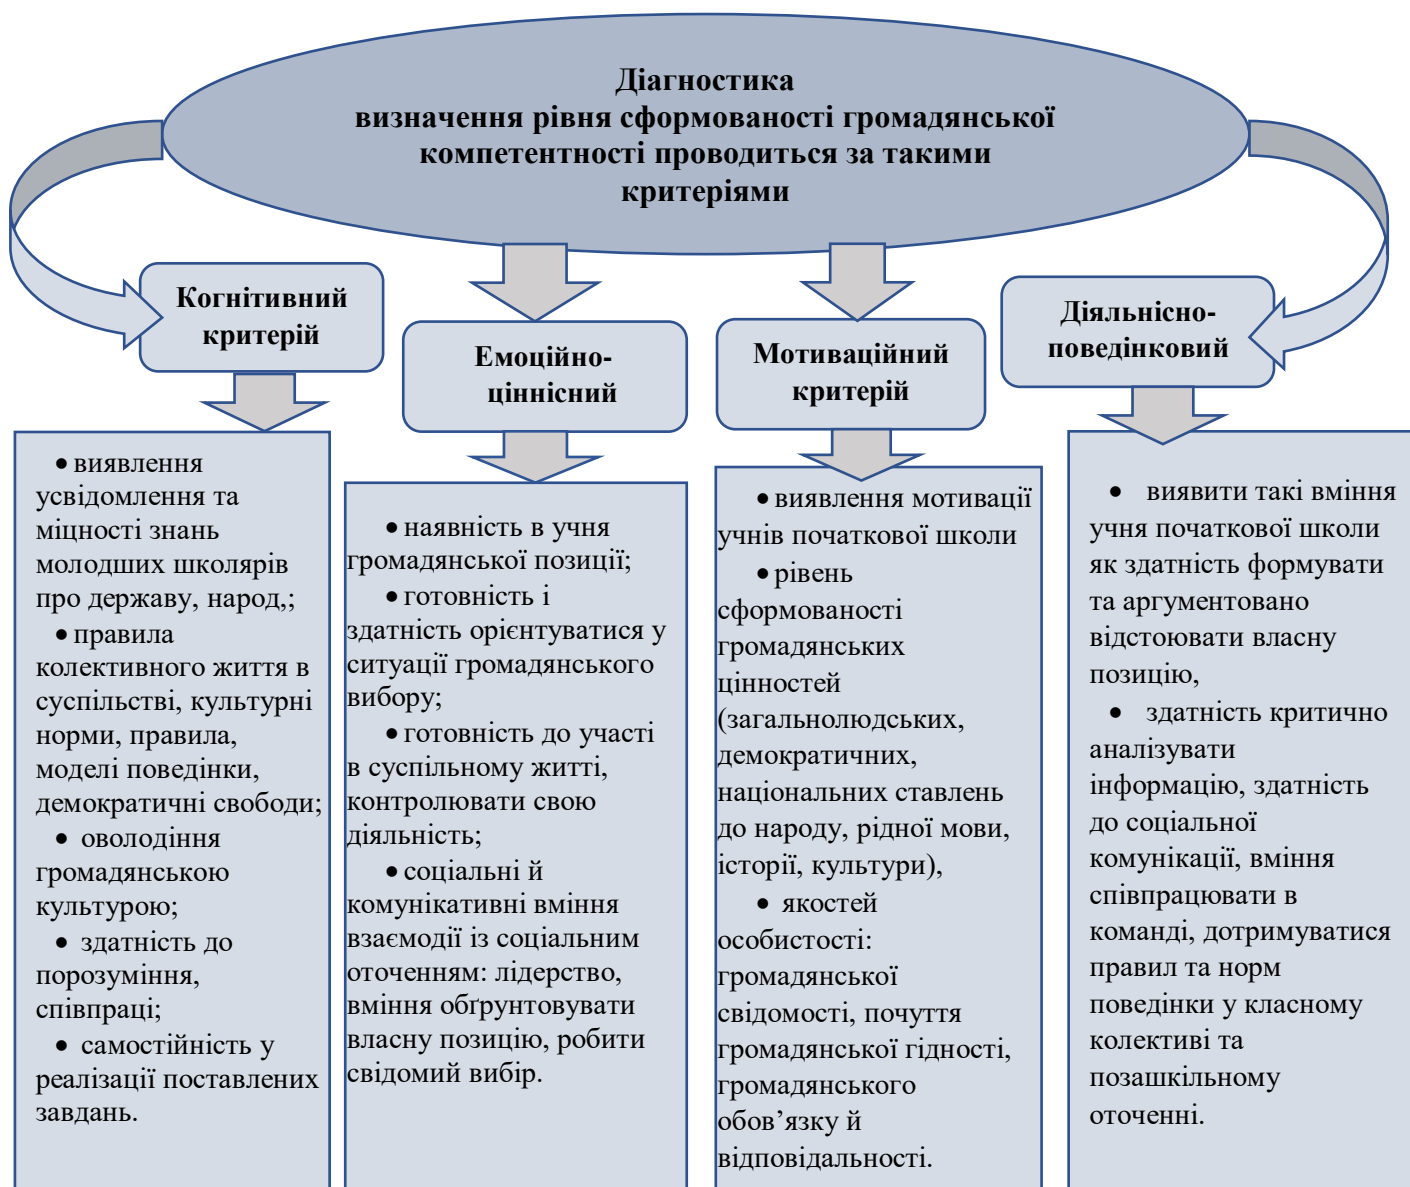 Діагностика
визначення рівня сформованості громадянської
компетентності проводиться за такими
критеріями
Когнітивний
критерій
• виявлення
усвідомлення та
міцності знань
молодших школярів
про державу, народ,;
• правила
колективного життя в
суспільстві, культурні
норми, правила,
моделі поведінки,
демократичні свободи;
• оволодіння
громадянською
культурою;
• здатність до
порозуміння,
співпраці;
• самостійність у
реалізації поставлених
завдань.
Емоційно-
ціннісний
• наявність в учня
громадянської позиції;
• готовність і
здатність орієнтуватися у
ситуації громадянського
вибору;
• готовність до участі
в суспільному житті,
контролювати свою
діяльність;
• соціальні й
комунікативні вміння
взаємодії із соціальним
оточенням: лідерство,
вміння обґрунтовувати
власну позицію, робити
свідомий вибір.
Мотиваційний
критерій
• виявлення мотивації
учнів початкової школи
• рівень
сформованості
громадянських
цінностей
(загальнолюдських,
демократичних,
національних ставлень
до народу, рідної мови,
історії, культури),
• якостей
особистості:
громадянської
свідомості, почуття
громадянської гідності,
громадянського
обов’язку й
відповідальності.
Діяльнісно-
поведінковий
• виявити такі вміння
учня початкової школи
як здатність формувати
та аргументовано
відстоювати власну
позицію,
• здатність критично
аналізувати
інформацію, здатність
до соціальної
комунікації, вміння
співпрацювати в
команді, дотримуватися
правил та норм
поведінки у класному
колективі та
позашкільному
оточенні.